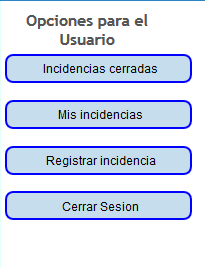 Opciones para el
Usuario
Incidencias cerradas
Mis incidencias
Registrar incidencia
Cerrar Sesion